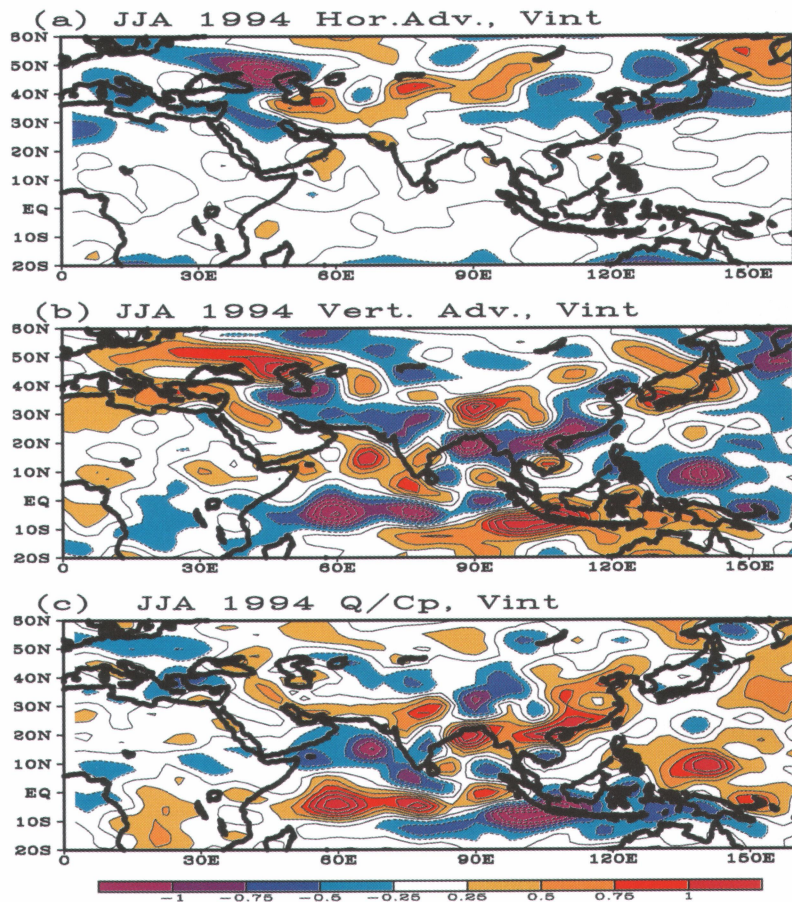 (a) JJA 1994 Hor.Adv., Vint
60N
50N
40N
30N
20N
10N
EQ
10S
20S
0 30E 60E 90E 120E 150E
(b) JJA 1994 Vert. Adv., Vint
60N
50N
40N
30N
20N
10N
EQ
10S
20S
0 30E 60E 90E 120E 150E
(c) JJA 1994 Q/Cp, Vint
60N
50N
40N
30N
20N
10N
EQ
10S
20S
0 30E 60E 90E 120E 150E
-1 -0.75 -0.5 -0.25 0.25 0.5 0.75 1